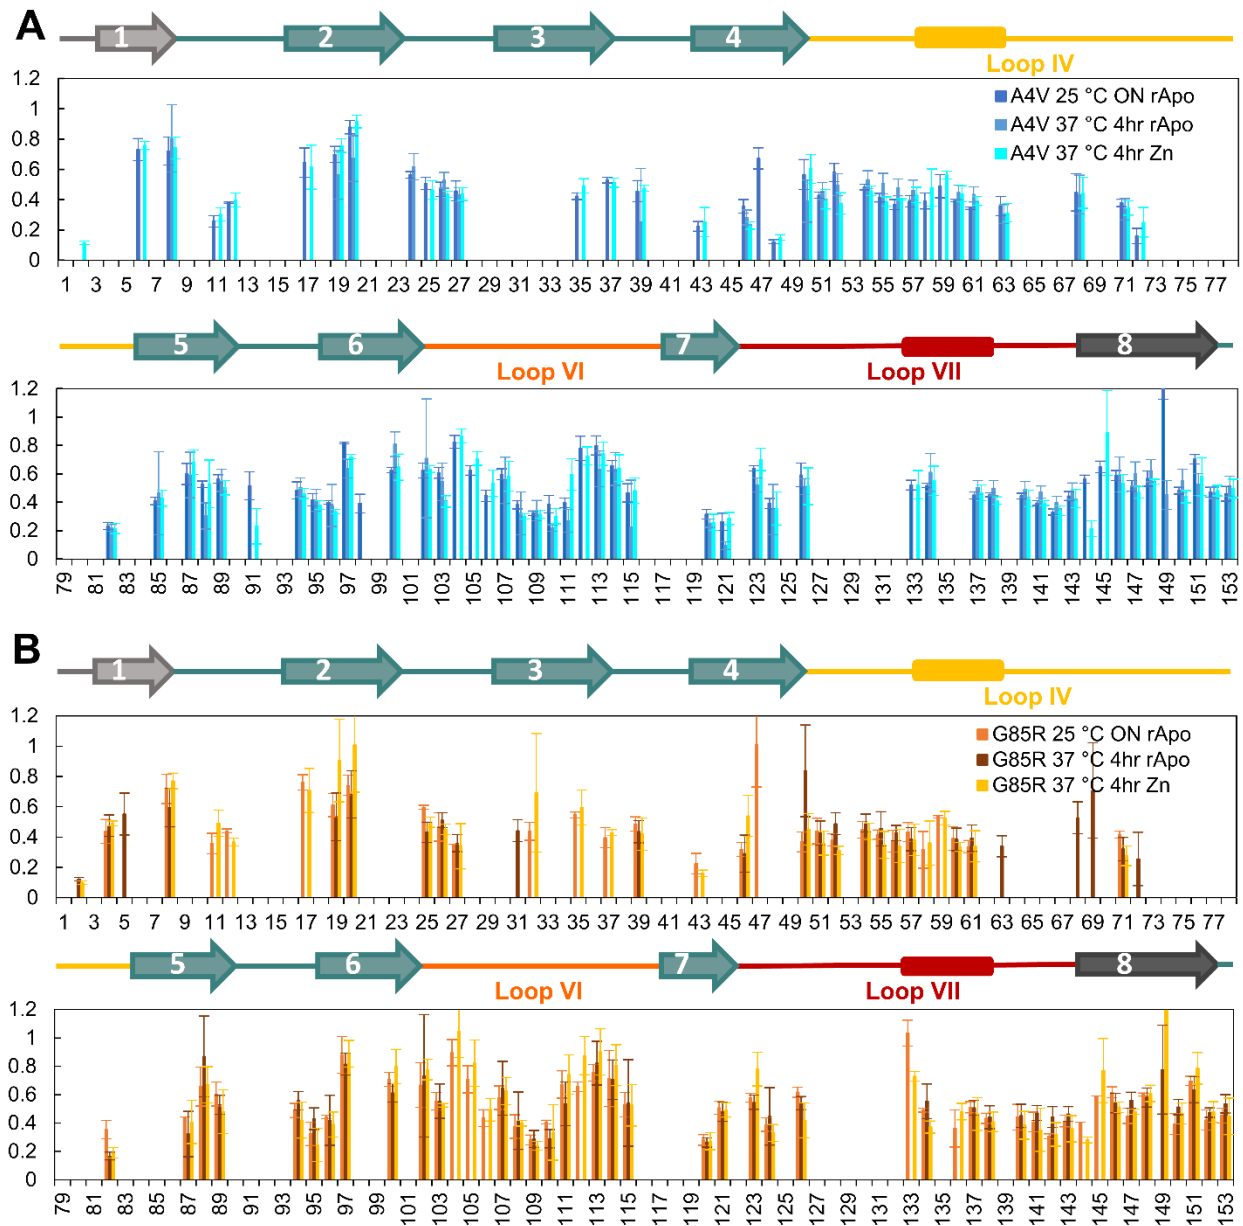 A
1 2 3 4
Loop IV
1.2
1
0.8
0.6
0.4
0.2
0
A4V 25 °C ON rApo
A4V 37 °C 4hr rApo
A4V 37 °C 4hr Zn
1 3 5 7 9 11 13 15 17 19 21 23 25 27 29 31 33 35 37 39 41 43 45 47 49 51 53 55 57 59 61 63 65 67 69 71 73 75 77
5 6 7 8
Loop VI Loop VII
1.2
1
0.8
0.6
0.4
0.2
0
79 81 83 85 87 89 91 93 95 97 99 101 103 105 107 109 111 113 115 117 119 121 123 125 127 129 131 133 135 137 139 141 143 145 147 149 151 153
B
1 2 3 4
Loop IV
1.2
1
0.8
0.6
0.4
0.2
0
G85R 25 °C ON rApo
G85R 37 °C 4hr rApo
G85R 37 °C 4hr Zn
1 3 5 7 9 11 13 15 17 19 21 23 25 27 29 31 33 35 37 39 41 43 45 47 49 51 53 55 57 59 61 63 65 67 69 71 73 75 77
5 6 7 8
Loop VI Loop VII
1.2
1
0.8
0.6
0.4
0.2
0
79 81 83 85 87 89 91 93 95 97 99 101 103 105 107 109 111 113 115 117 119 121 123 125 127 129 131 133 135 137 139 141 143 145 147 149 151 153